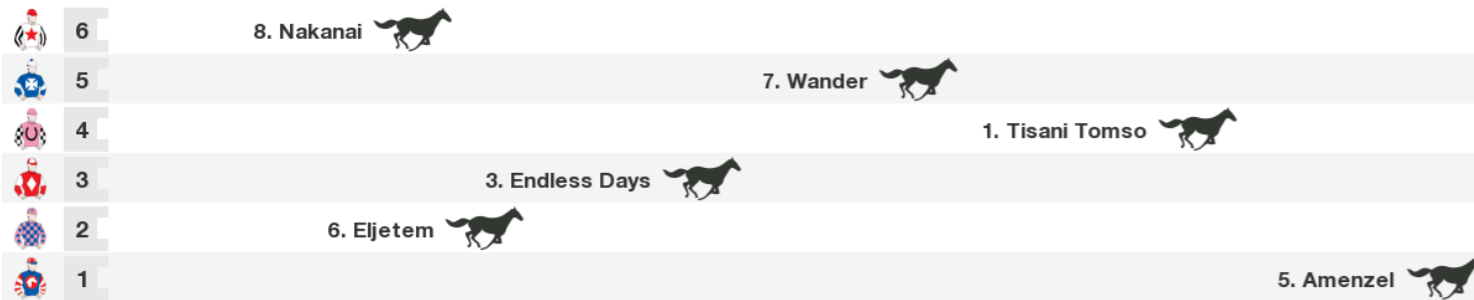 6 8. Nakanai
5 7. Wander
4 1. Tisani Tomso
3 3. Endless Days
2 6. Eljetem
1 5. Amenzel